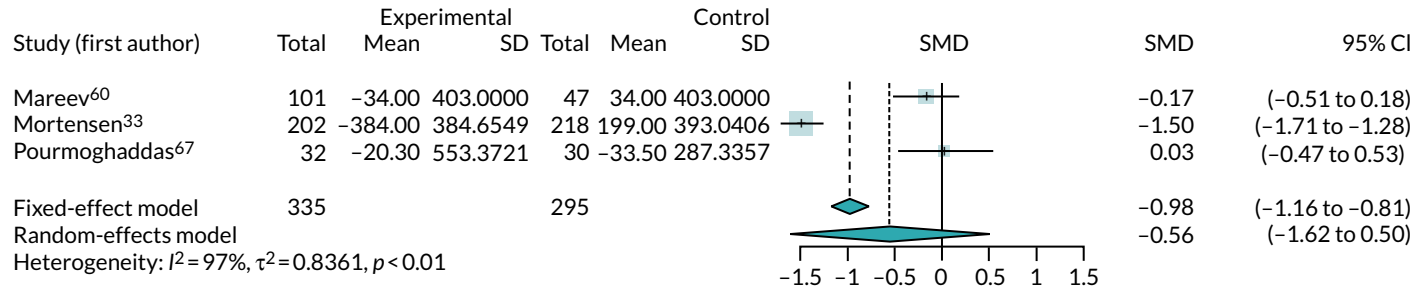 Experimental Control
Study (first author) Total Mean SD Total Mean SD SMD SMD 95% CI
Mareev60 101 –34.00 403.0000 47 34.00 403.0000 –0.17 (–0.51 to 0.18)
Mortensen33 202 –384.00 384.6549 218 199.00 393.0406 –1.50 (–1.71 to –1.28)
Pourmoghaddas67 32 –20.30 553.3721 30 –33.50 287.3357 0.03 (–0.47 to 0.53)
Fixed-effect model 335 295 –0.98 (–1.16 to –0.81)
Random-effects model –0.56 (–1.62 to 0.50)
Heterogeneity: I2=97%, τ2=0.8361, p<0.01
–1.5 –1 –0.5 0 0.5 1 1.5